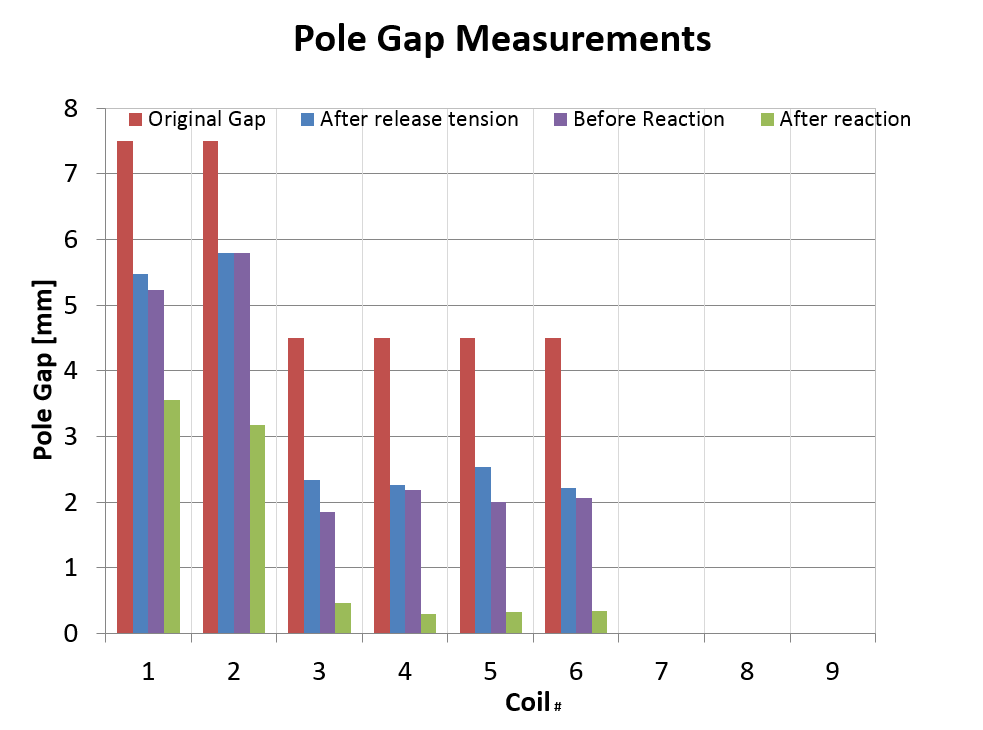 Pole Gap Measurements
Original Gap After release tension Before Reaction After reaction
8
7
6
5
4
3
2
1
0
Pole Gap [mm]
1 2 3 4 5 6 7 8 9
Coil #